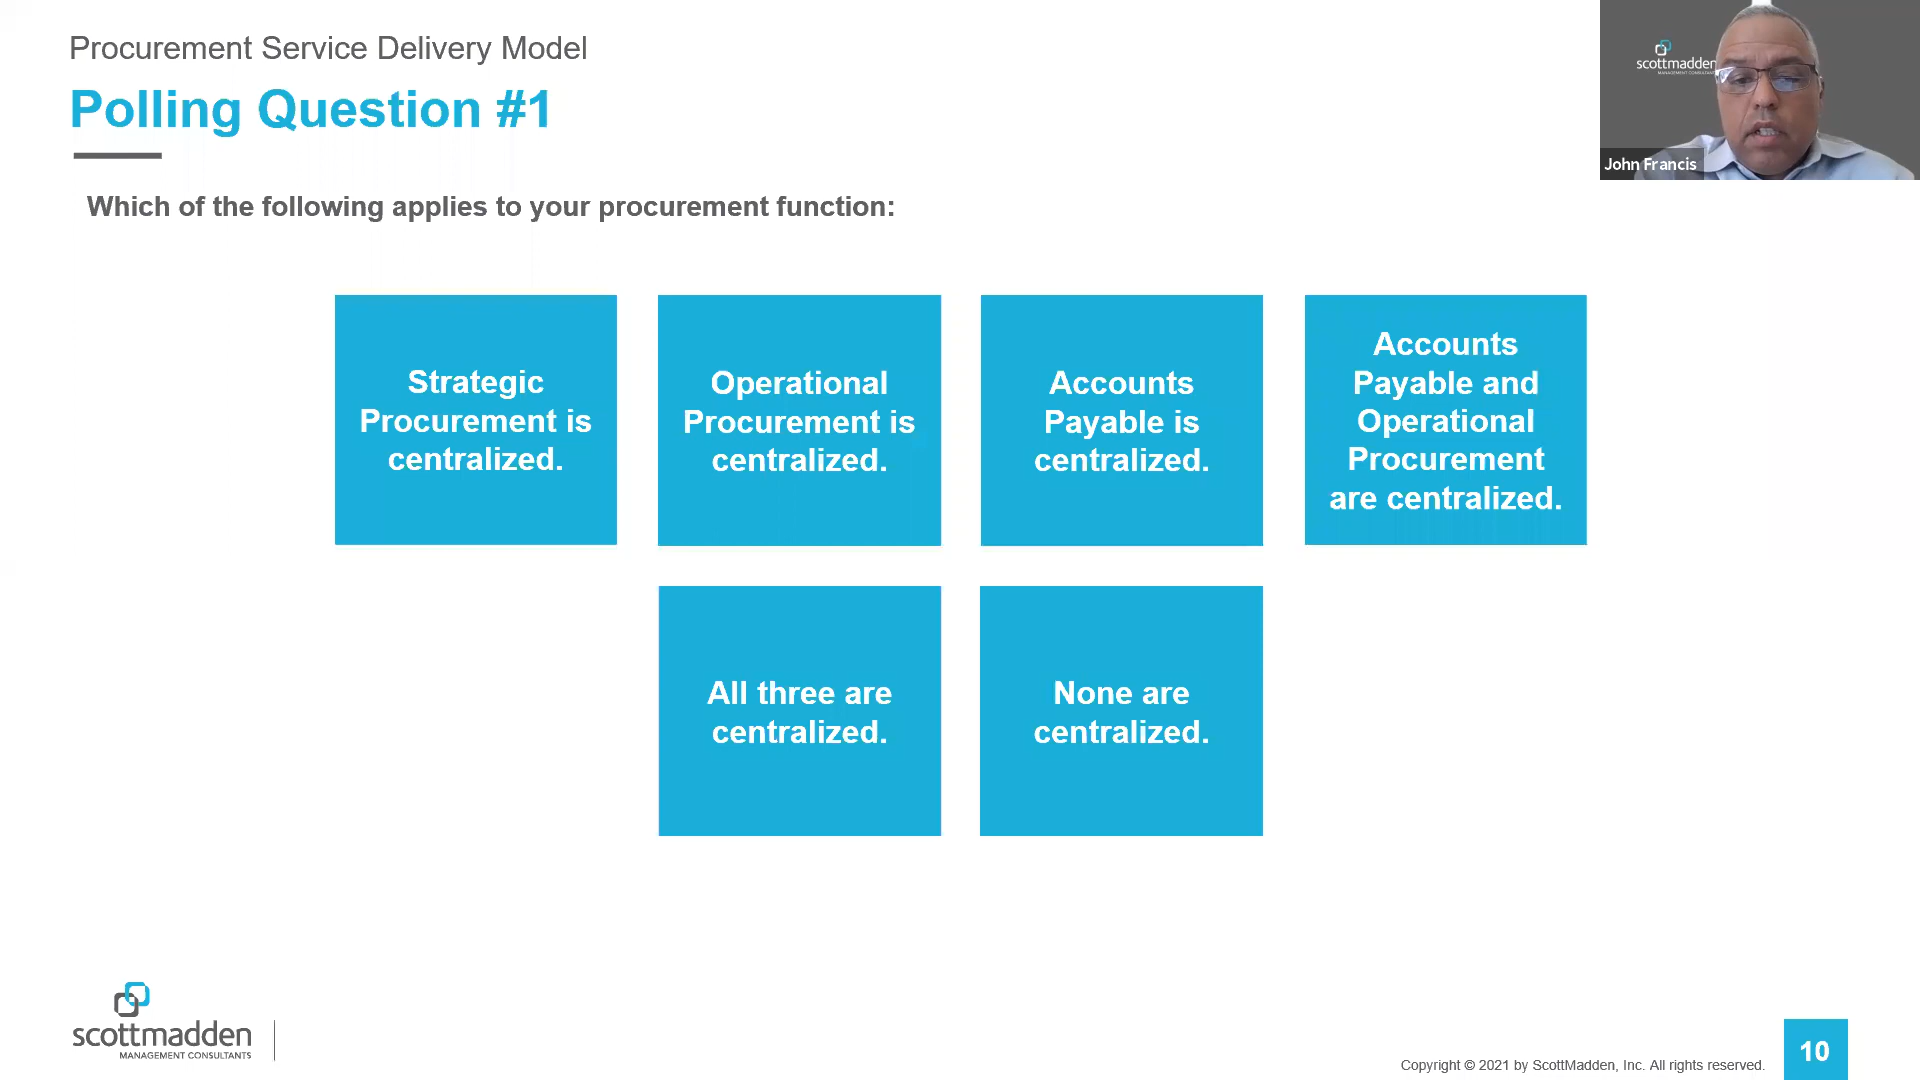 Procurement Service Delivery Model
Polling Question #1
Which of the following applies to your procurement function:
Strategic
Procurement is
centralized.
Operational
Procurement is
centralized.
Accounts
Payable is
centralized.
Accounts
Payable and
Operational
Procurement
are centralized.
All three are
centralized.
None are
centralized.
scottmadden
MANAGEMENT CONSULTANTS
John Francis
scottmadden
MANAGEMENT CONSULTANTS
Copyright © 2021 by ScottMadden, Inc. All rights reserved.
10